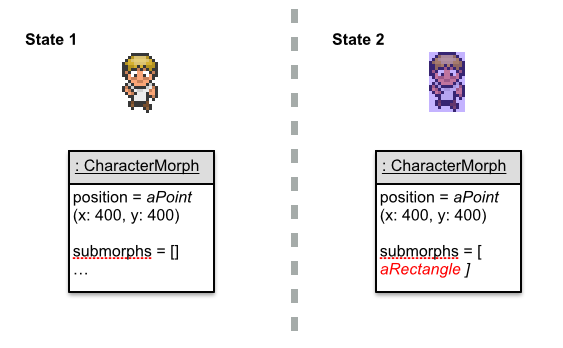 State 1
State 2
: CharacterMorph
position = aPoint
(x: 400, y: 400)
submorphs = []
…
: CharacterMorph
position = aPoint
(x: 400, y: 400)
submorphs = [
aRectangle ]